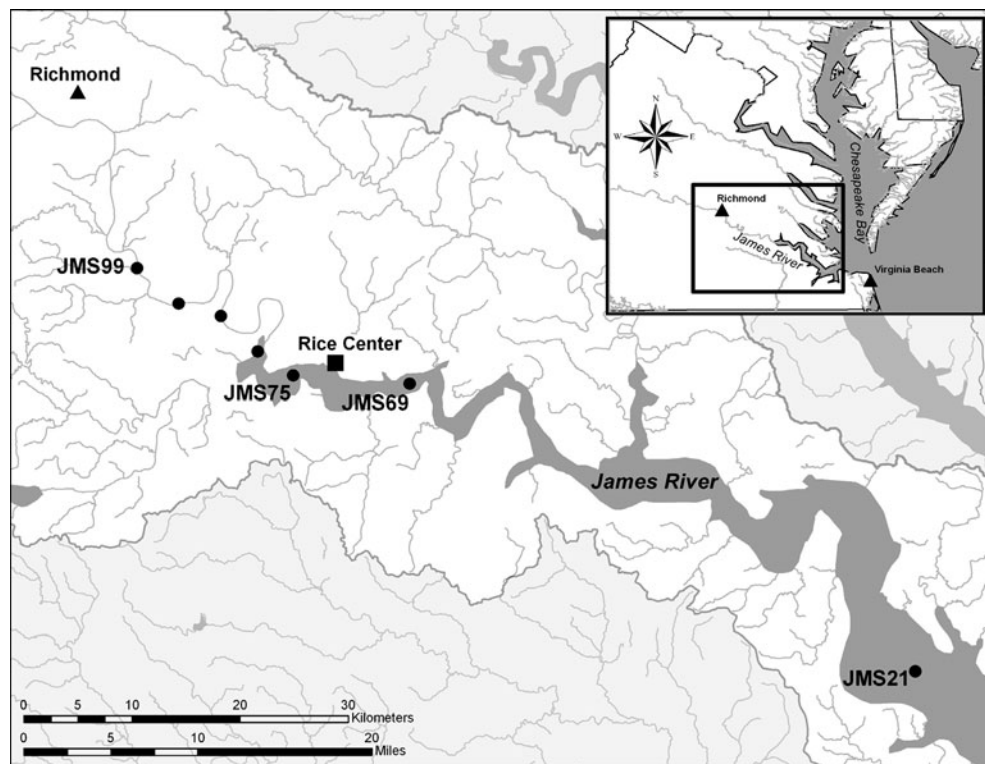 Richmond
JMS99
Rice Center
JMS75
JMS69
James River
JMS21
N
W
E
S
Richmond
James River
Chesapeake Bay
Virginia Beach
0 5 10 20 30
Kilometers
0 5 10 20
Miles